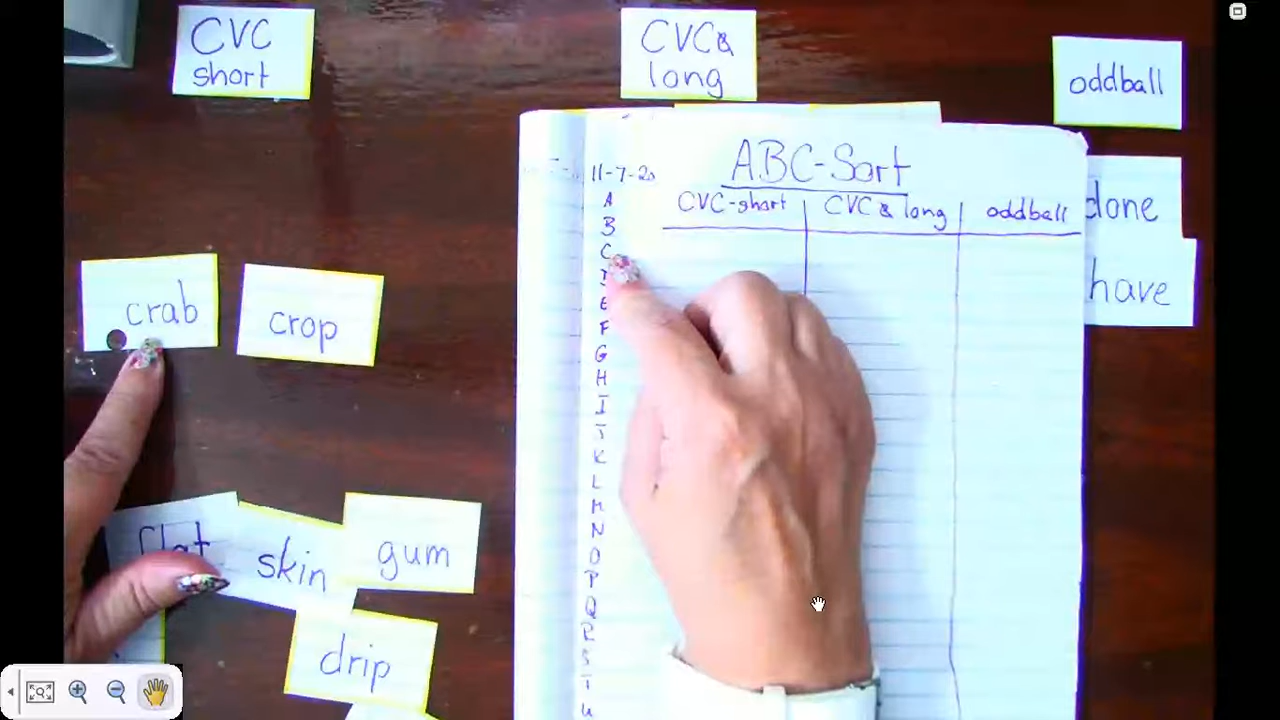 CVC
short
CVC&
long
oddball
11-7-20
ABC-Sort
CVC-short
CVC & long
oddball
A
B
C
D
E
F
G
H
I
J
K
L
M
N
O
P
Q
R
S
T
U
done
have
crab
crop
flat
skin
gum
drip